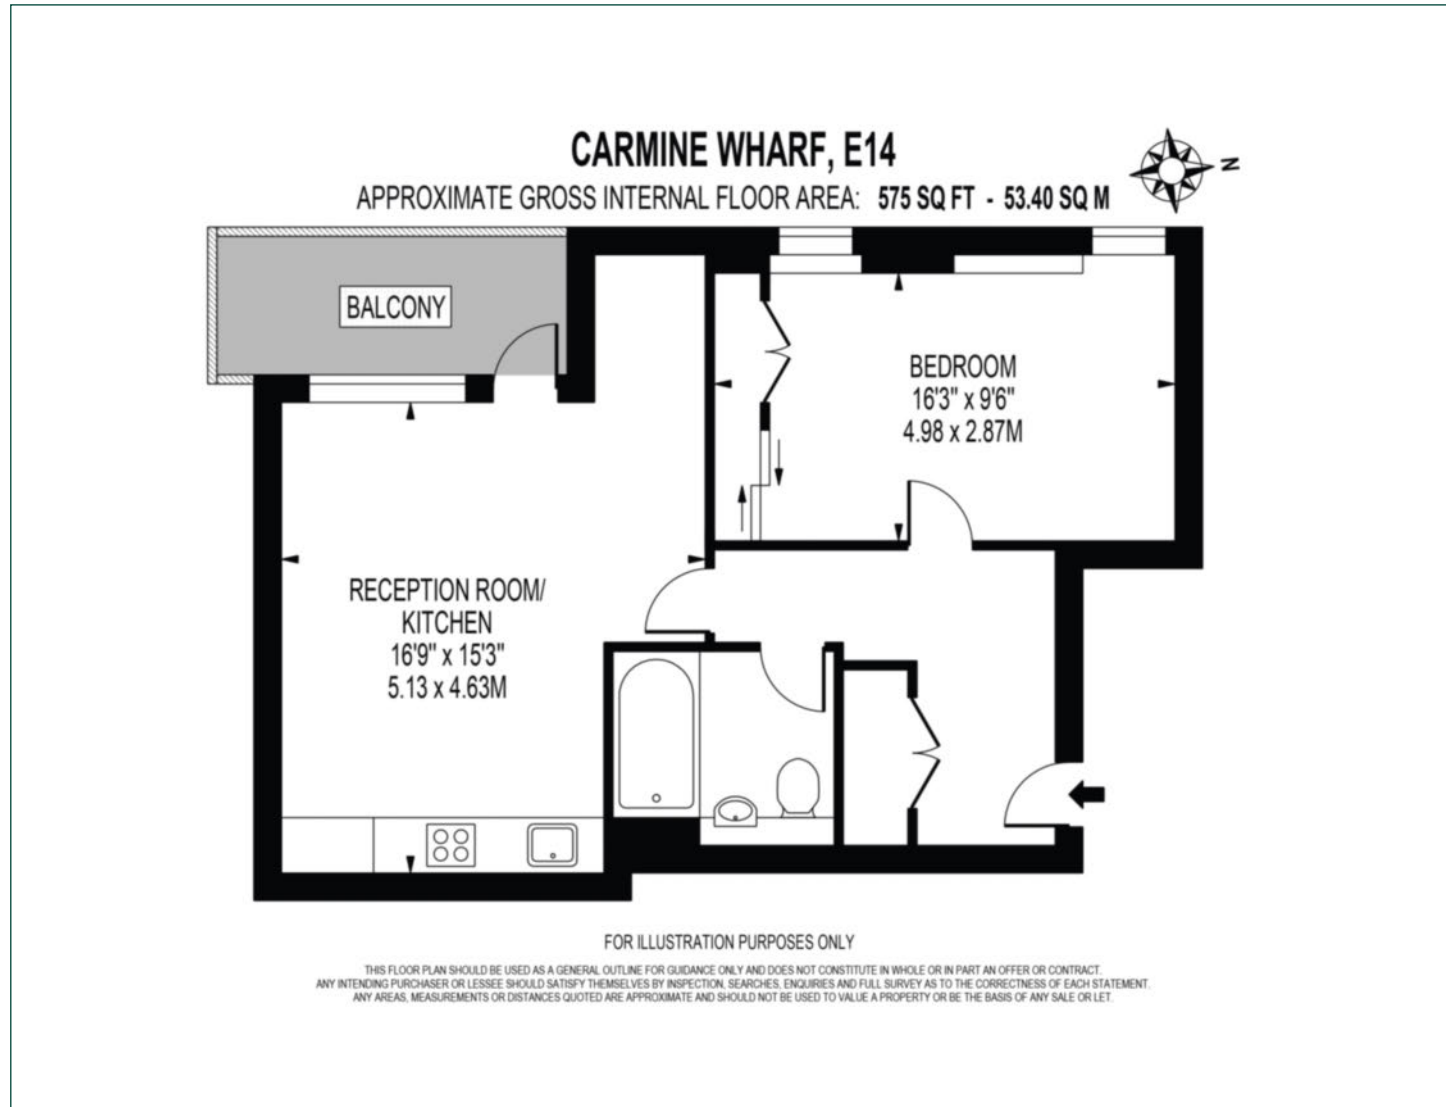 CARMINE WHARF, E14
APPROXIMATE GROSS INTERNAL FLOOR AREA: 575 SQ FT - 53.40 SQ M
N
BALCONY
BEDROOM
16'3" x 9'6"
4.98 x 2.87M
RECEPTION ROOM/
KITCHEN
16'9" x 15'3"
5.13 x 4.63M
FOR ILLUSTRATION PURPOSES ONLY
THIS FLOOR PLAN SHOULD BE USED AS A GENERAL OUTLINE FOR GUIDANCE ONLY AND DOES NOT CONSTITUTE IN WHOLE OR IN PART AN OFFER OR CONTRACT.
ANY INTENDING PURCHASER OR LESSEE SHOULD SATISFY THEMSELVES BY INSPECTION, SEARCHES, ENQUIRIES AND FULL SURVEY AS TO THE CORRECTNESS OF EACH STATEMENT.
ANY AREAS, MEASUREMENTS OR DISTANCES QUOTED ARE APPROXIMATE AND SHOULD NOT BE USED TO VALUE A PROPERTY OR BE THE BASIS OF ANY SALE OR LET.